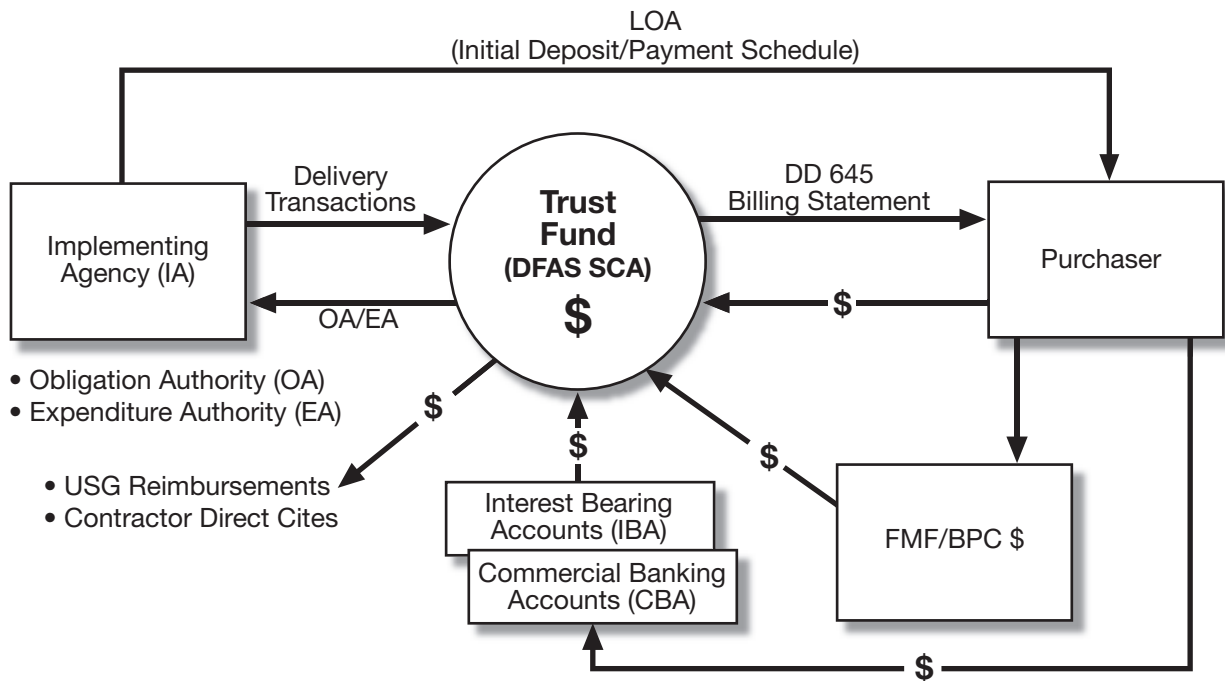 LOA
(Initial Deposit/Payment Schedule)
Delivery
Transactions
DD 645
Billing Statement
Implementing
Agency (IA)
Trust
Fund
(DFAS SCA)
$
Purchaser
OA/EA
$
• Obligation Authority (OA)
• Expenditure Authority (EA)
$
$
$
• USG Reimbursements
• Contractor Direct Cites
Interest Bearing
Accounts (IBA)
Commercial Banking
Accounts (CBA)
FMF/BPC $
$